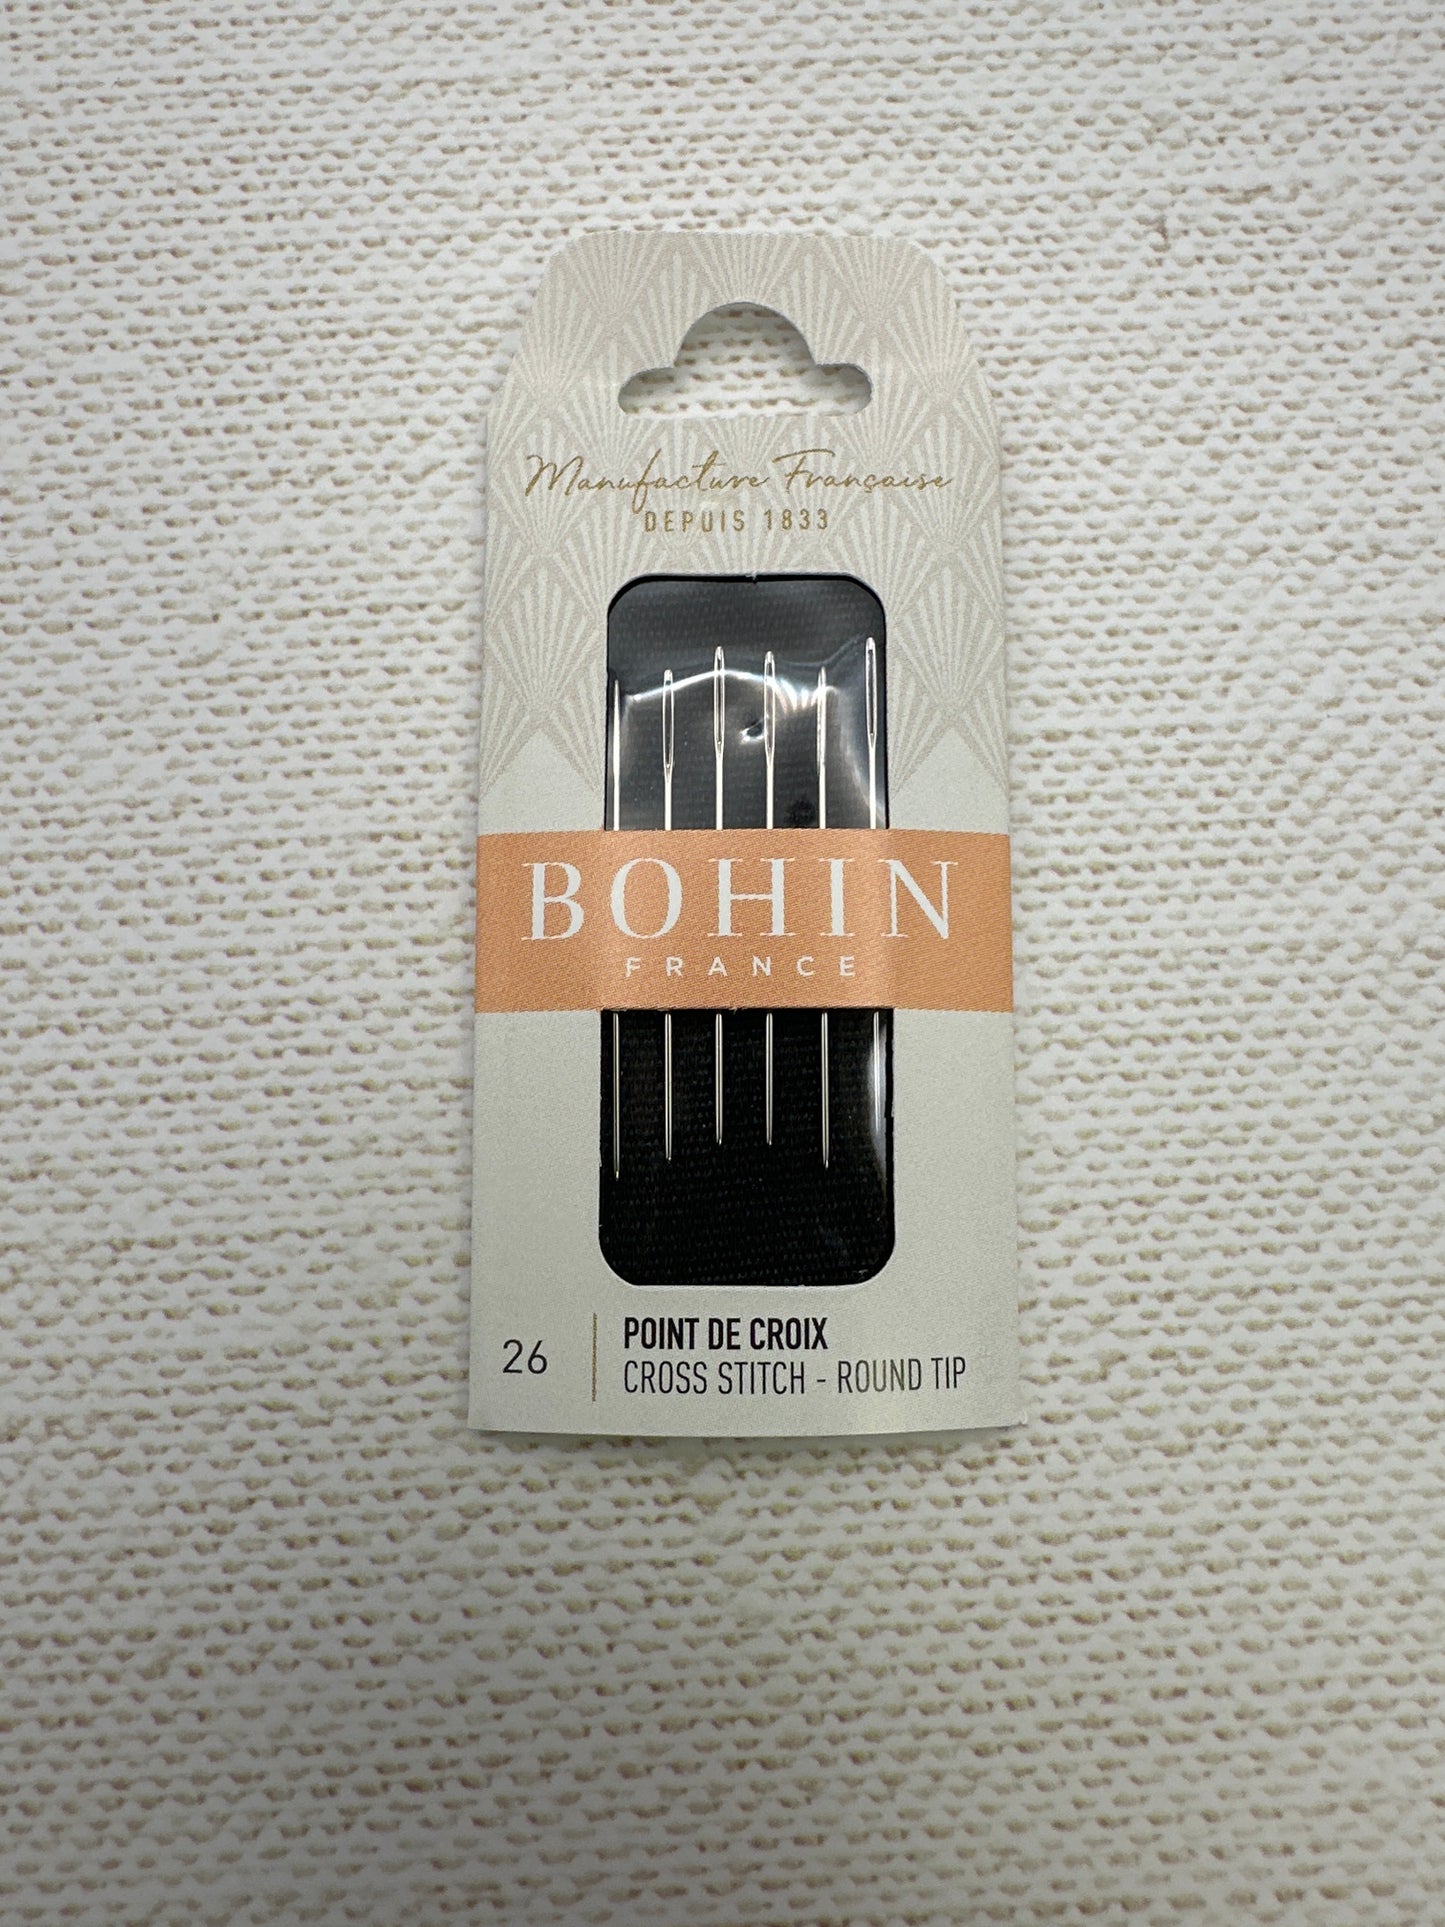 Manufacture Française
DEPUIS 1833
BOHIN
FRANCE
26
POINT DE CROIX
CROSS STITCH - ROUND TIP